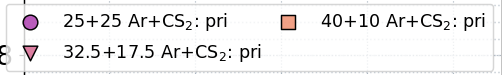 25+25 Ar+CS₂: pri
40+10 Ar+CS₂: pri
32.5+17.5 Ar+CS₂: pri